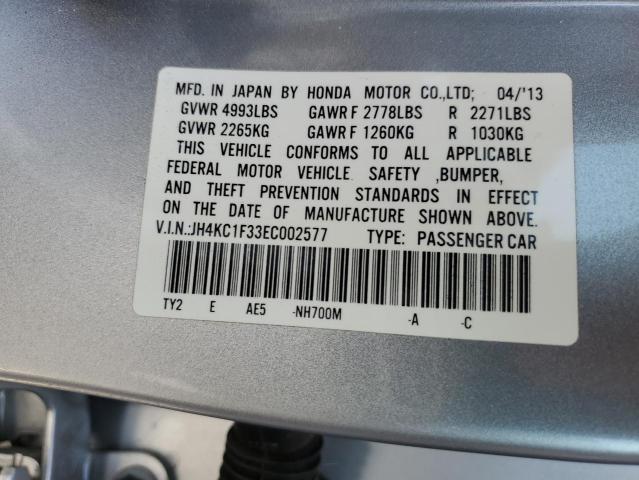 MFD. IN JAPAN BY HONDA MOTOR CO.,LTD; 04/'13
GVWR 4993LBS GAWR F 2778LBS R 2271LBS
GVWR 2265KG GAWR F 1260KG R 1030KG
THIS VEHICLE CONFORMS TO ALL APPLICABLE
FEDERAL MOTOR VEHICLE SAFETY ,BUMPER,
AND THEFT PREVENTION STANDARDS IN EFFECT
ON THE DATE OF MANUFACTURE SHOWN ABOVE.
V.I.N.:JH4KC1F33EC002577 TYPE: PASSENGER CAR
TY2 E AE5 -NH700M -A -C